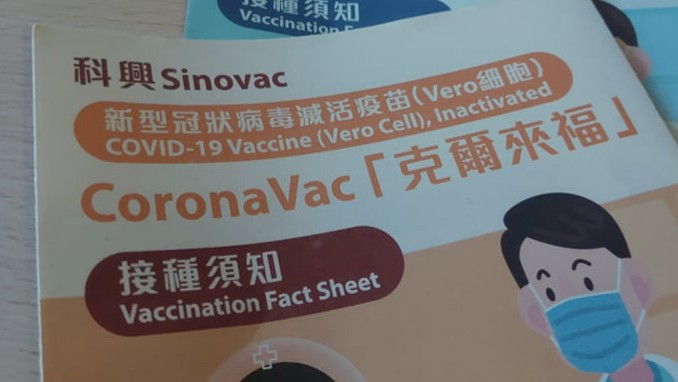 接種須知
Vaccination
科興 Sinovac
新型冠狀病毒滅活疫苗(Vero細胞)
COVID-19 Vaccine (Vero Cell), Inactivated
CoronaVac「克爾來福」
接種須知
Vaccination Fact Sheet